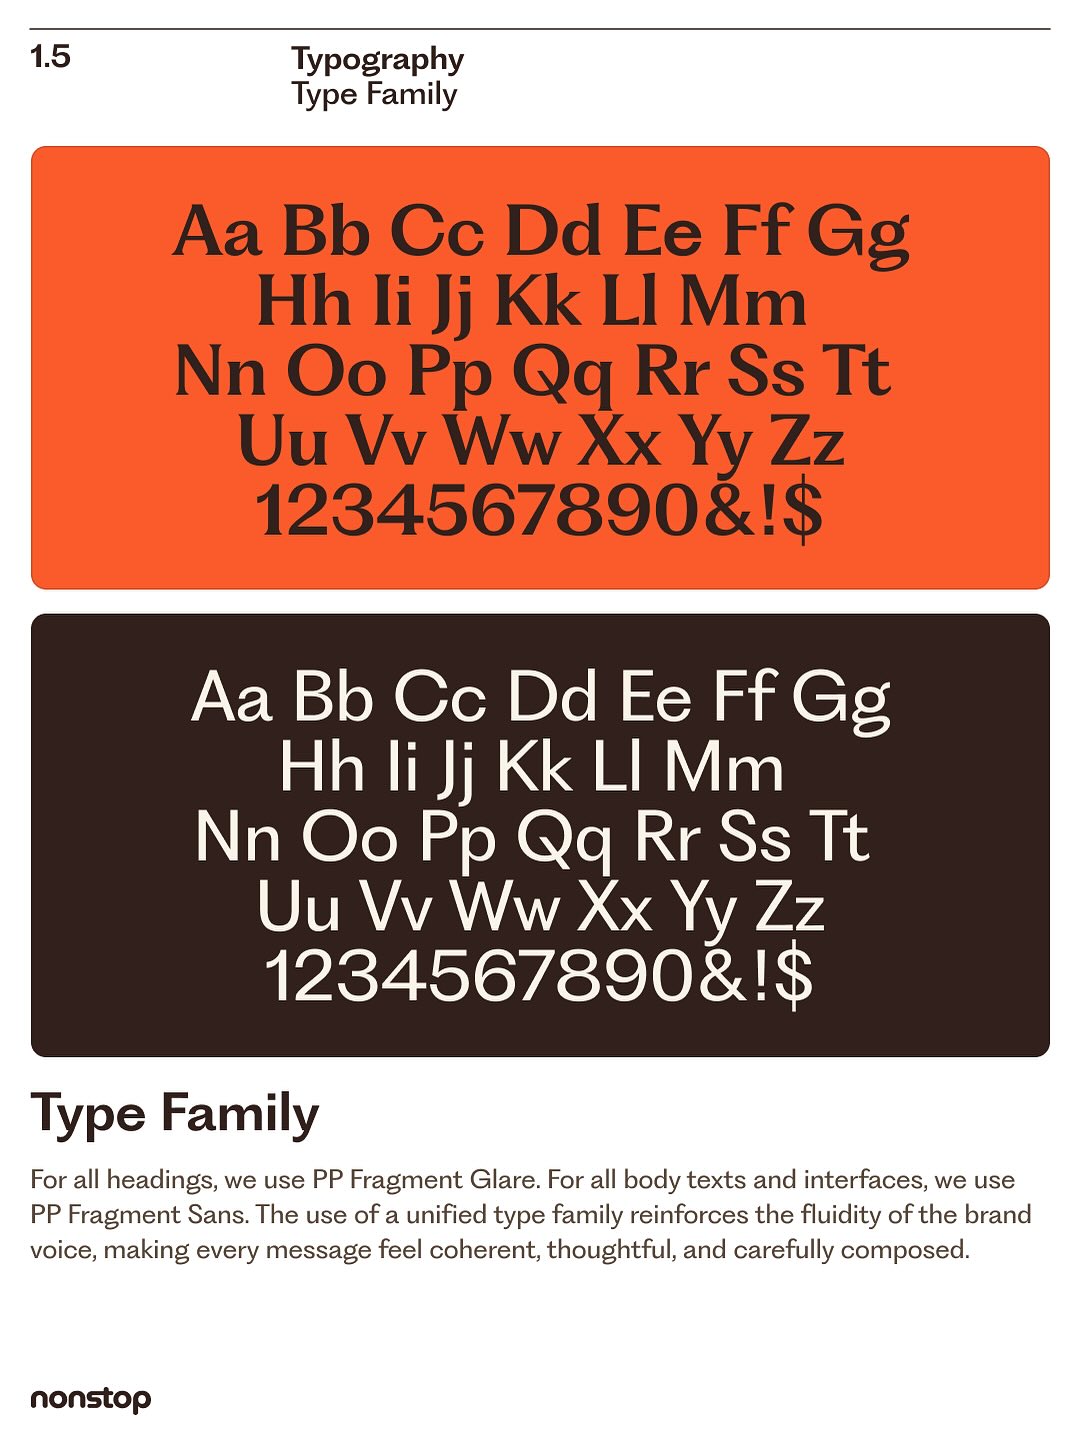 1.5
Typography
Type Family
Aa Bb Cc Dd Ee Ff Gg
Hh Ii Jj Kk Ll Mm
Nn Oo Pp Qq Rr Ss Tt
Uu Vv Ww Xx Yy Zz
1234567890&!$
Aa Bb Cc Dd Ee Ff Gg
Hh Ii Jj Kk Ll Mm
Nn Oo Pp Qq Rr Ss Tt
Uu Vv Ww Xx Yy Zz
1234567890&!$
Type Family
For all headings, we use PP Fragment Glare. For all body texts and interfaces, we use
PP Fragment Sans. The use of a unified type family reinforces the fluidity of the brand
voice, making every message feel coherent, thoughtful, and carefully composed.
nonstop